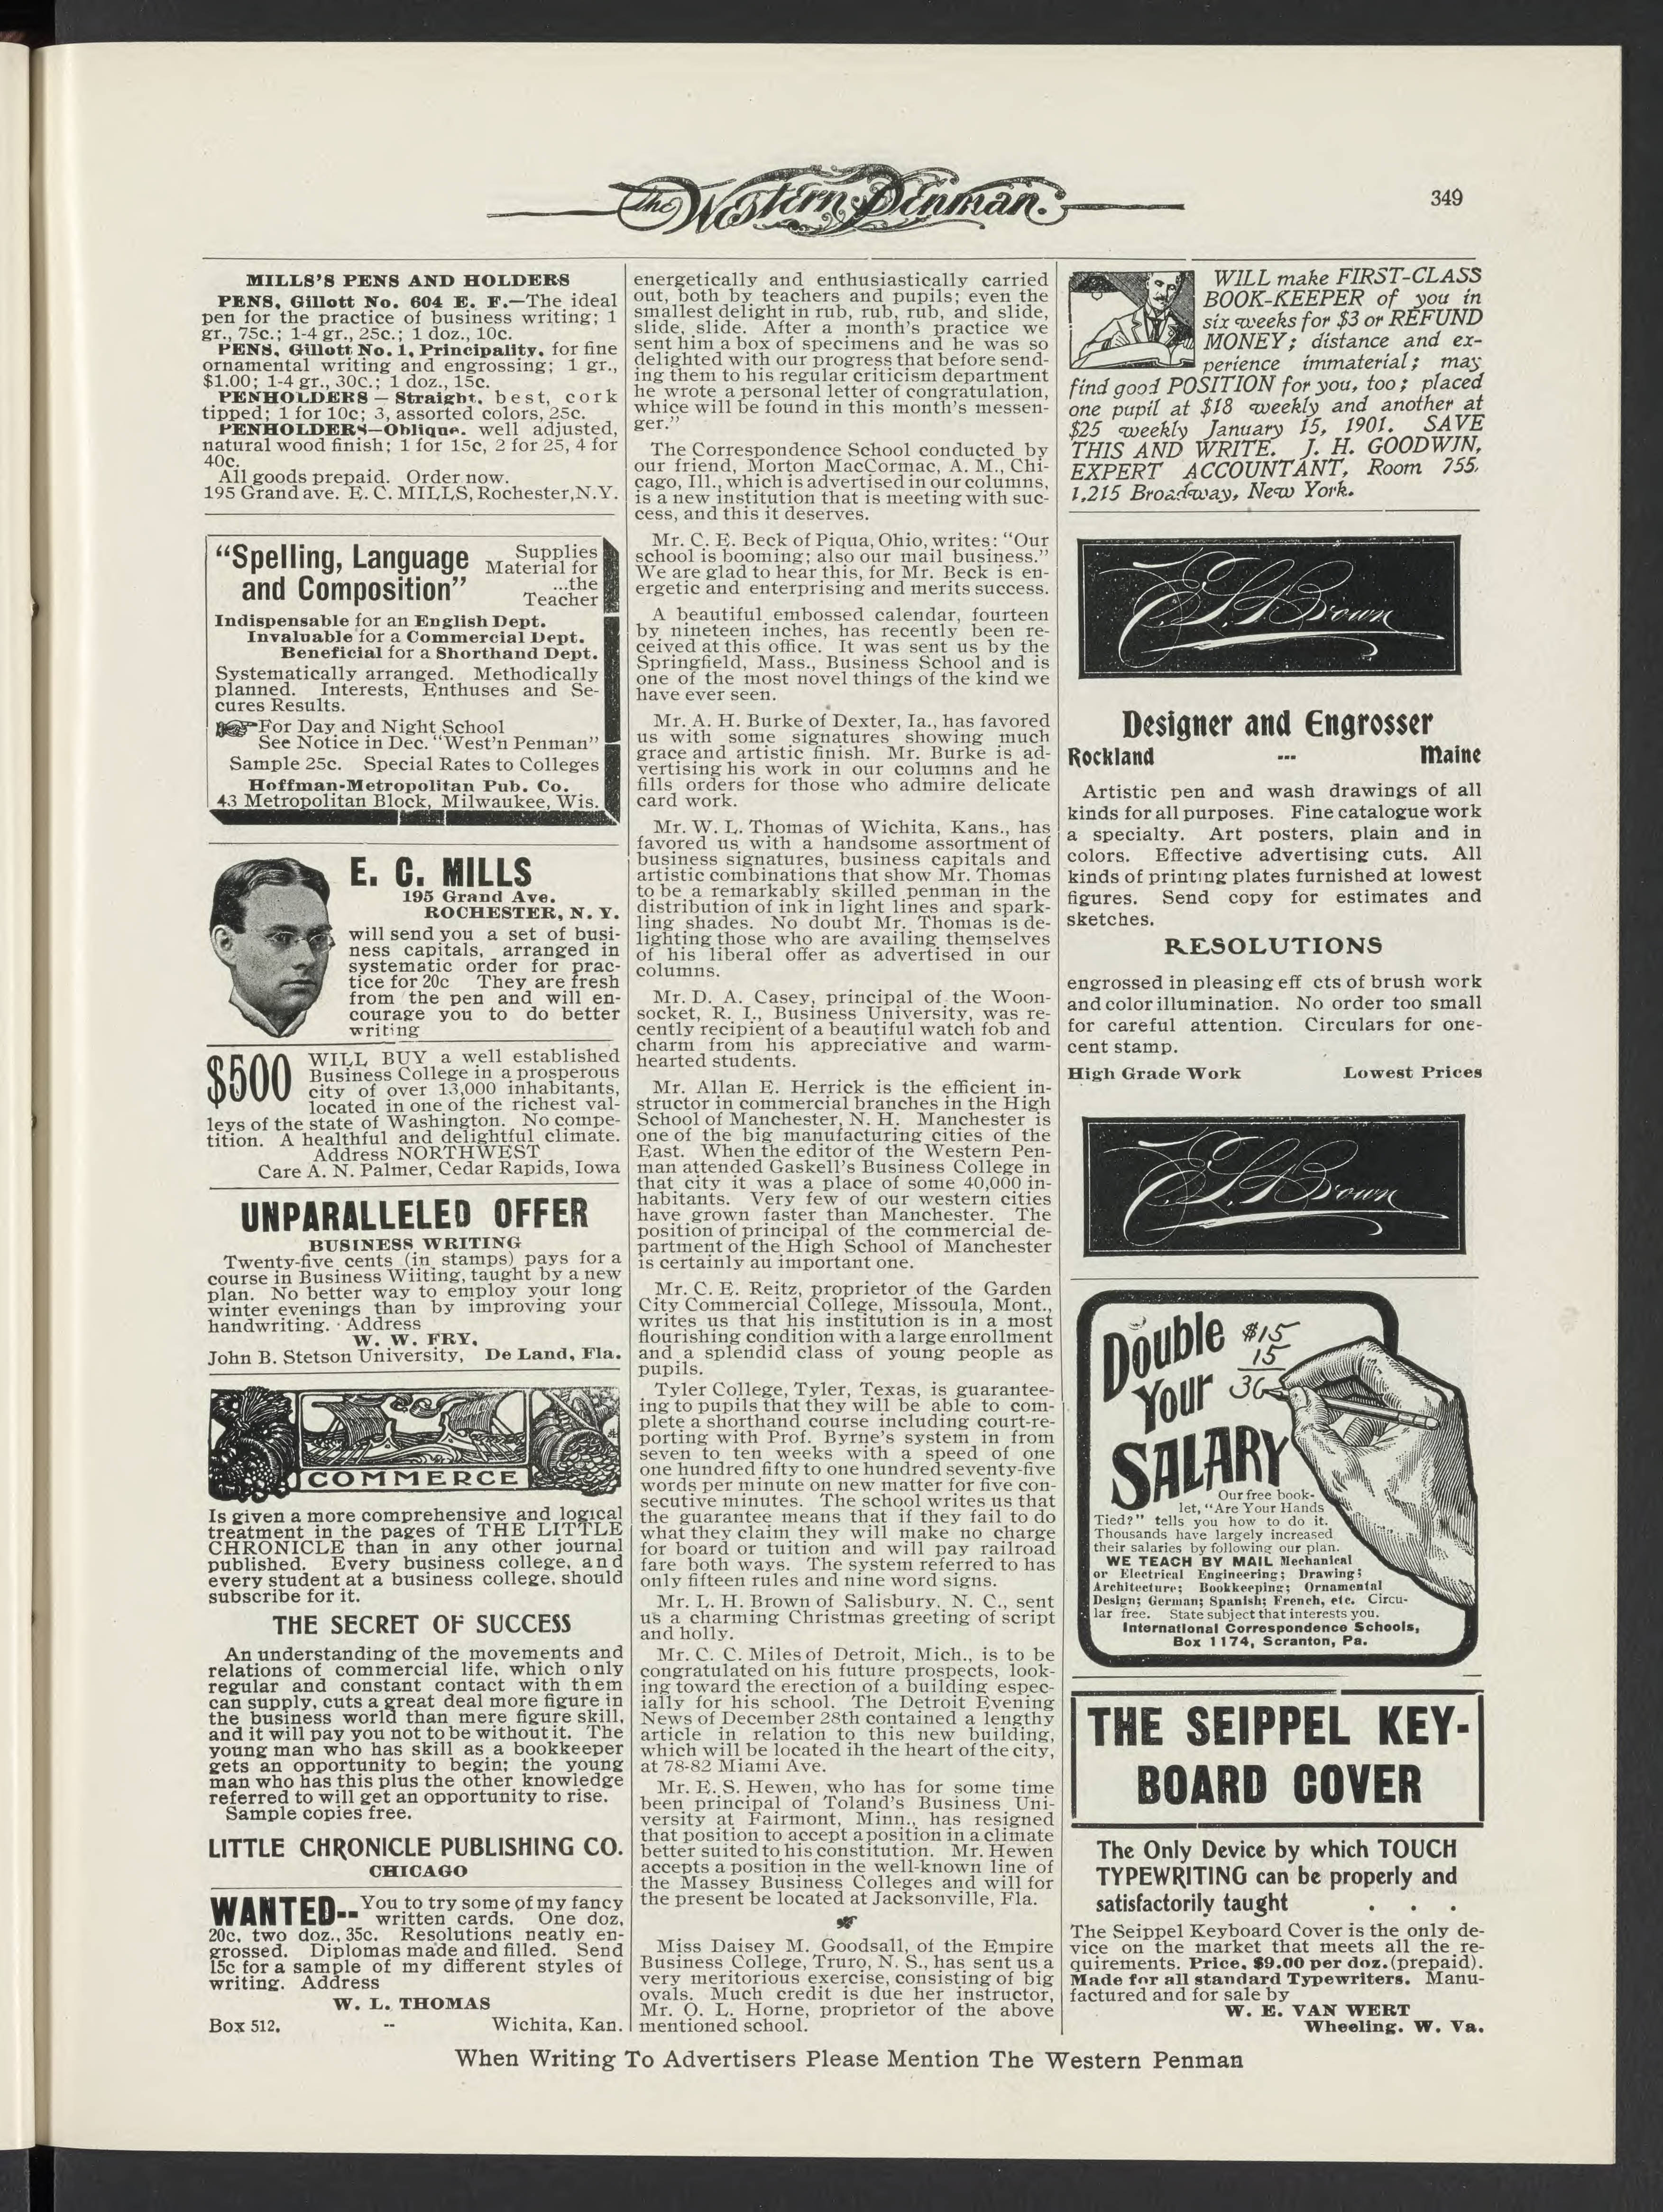 The Western Penman.
349
MILLS'S PENS AND HOLDERS
PENS, Gillott No. 604 E. F.—The ideal
pen for the practice of business writing; 1
gr., 75c.; 1-4 gr., 25c.; 1 doz., 10c.
PENS, Gillott No. 1, Principality, for fine
ornamental writing and engrossing; 1 gr.,
$1.00; 1-4 gr., 30c.; 1 doz., 15c.
PENHOLDERS — Straight, best, cork
tipped; 1 for 10c; 3, assorted colors, 25c.
PENHOLDERS—Oblique, well adjusted,
natural wood finish; 1 for 15c, 2 for 25, 4 for
40c.
All goods prepaid. Order now.
195 Grand ave. E. C. MILLS, Rochester, N.Y.
"Spelling, Language
and Composition"
Supplies
Material for
...the
Teacher
Indispensable for an English Dept.
Invaluable for a Commercial Dept.
Beneficial for a Shorthand Dept.
Systematically arranged. Methodically
planned. Interests, Enthuses and Se-
cures Results.
For Day and Night School
See Notice in Dec. "West'n Penman"
Sample 25c. Special Rates to Colleges
Hoffman-Metropolitan Pub. Co.
43 Metropolitan Block, Milwaukee, Wis.
E. C. MILLS
195 Grand Ave.
ROCHESTER, N. Y.
will send you a set of busi-
ness capitals, arranged in
systematic order for prac-
tice for 20c They are fresh
from the pen and will en-
courage you to do better
writing
$500 WILL BUY a well established
Business College in a prosperous
city of over 13,000 inhabitants,
located in one of the richest val-
leys of the state of Washington. No compe-
tition. A healthful and delightful climate.
Address NORTHWEST
Care A. N. Palmer, Cedar Rapids, Iowa
UNPARALLELED OFFER
BUSINESS WRITING
Twenty-five cents (in stamps) pays for a
course in Business Wiiting, taught by a new
plan. No better way to employ your long
winter evenings than by improving your
handwriting. Address
W. W. FRY,
John B. Stetson University, De Land, Fla.
COMMERCE
Is given a more comprehensive and logical
treatment in the pages of THE LITTLE
CHRONICLE than in any other journal
published. Every business college, and
every student at a business college, should
subscribe for it.
THE SECRET OF SUCCESS
An understanding of the movements and
relations of commercial life, which only
regular and constant contact with them
can supply, cuts a great deal more figure in
the business world than mere figure skill,
and it will pay you not to be without it. The
young man who has skill as a bookkeeper
gets an opportunity to begin; the young
man who has this plus the other knowledge
referred to will get an opportunity to rise.
Sample copies free.
LITTLE CHRONICLE PUBLISHING CO.
CHICAGO
WANTED-- You to try some of my fancy
written cards. One doz,
20c, two doz., 35c. Resolutions neatly en-
grossed. Diplomas made and filled. Send
15c for a sample of my different styles of
writing. Address
W. L. THOMAS
Box 512, -- Wichita, Kan.
energetically and enthusiastically carried
out, both by teachers and pupils; even the
smallest delight in rub, rub, rub, and slide,
slide, slide. After a month's practice we
sent him a box of specimens and he was so
delighted with our progress that before send-
ing them to his regular criticism department
he wrote a personal letter of congratulation,
whice will be found in this month's messen-
ger."
The Correspondence School conducted by
our friend, Morton MacCormac, A. M., Chi-
cago, Ill., which is advertised in our columns,
is a new institution that is meeting with suc-
cess, and this it deserves.
Mr. C. E. Beck of Piqua, Ohio, writes: "Our
school is booming; also our mail business."
We are glad to hear this, for Mr. Beck is en-
ergetic and enterprising and merits success.
A beautiful embossed calendar, fourteen
by nineteen inches, has recently been re-
ceived at this office. It was sent us by the
Springfield, Mass., Business School and is
one of the most novel things of the kind we
have ever seen.
Mr. A. H. Burke of Dexter, Ia., has favored
us with some signatures showing much
grace and artistic finish. Mr. Burke is ad-
vertising his work in our columns and he
fills orders for those who admire delicate
card work.
Mr. W. L. Thomas of Wichita, Kans., has
favored us with a handsome assortment of
business signatures, business capitals and
artistic combinations that show Mr. Thomas
to be a remarkably skilled penman in the
distribution of ink in light lines and spark-
ling shades. No doubt Mr. Thomas is de-
lighting those who are availing themselves
of his liberal offer as advertised in our
columns.
Mr. D. A. Casey, principal of the Woon-
socket, R. I., Business University, was re-
cently recipient of a beautiful watch fob and
charm from his appreciative and warm-
hearted students.
Mr. Allan E. Herrick is the efficient in-
structor in commercial branches in the High
School of Manchester, N. H. Manchester is
one of the big manufacturing cities of the
East. When the editor of the Western Pen-
man attended Gaskell's Business College in
that city it was a place of some 40,000 in-
habitants. Very few of our western cities
have grown faster than Manchester. The
position of principal of the commercial de-
partment of the High School of Manchester
is certainly au important one.
Mr. C. E. Reitz, proprietor of the Garden
City Commercial College, Missoula, Mont.,
writes us that his institution is in a most
flourishing condition with a large enrollment
and a splendid class of young people as
pupils.
Tyler College, Tyler, Texas, is guarantee-
ing to pupils that they will be able to com-
plete a shorthand course including court-re-
porting with Prof. Byrne's system in from
seven to ten weeks with a speed of one
one hundred fifty to one hundred seventy-five
words per minute on new matter for five con-
secutive minutes. The school writes us that
the guarantee means that if they fail to do
what they claim they will make no charge
for board or tuition and will pay railroad
fare both ways. The system referred to has
only fifteen rules and nine word signs.
Mr. L. H. Brown of Salisbury, N. C., sent
us a charming Christmas greeting of script
and holly.
Mr. C. C. Miles of Detroit, Mich., is to be
congratulated on his future prospects, look-
ing toward the erection of a building espec-
ially for his school. The Detroit Evening
News of December 28th contained a lengthy
article in relation to this new building,
which will be located ih the heart of the city,
at 78-82 Miami Ave.
Mr. E. S. Hewen, who has for some time
been principal of Toland's Business Uni-
versity at Fairmont, Minn., has resigned
that position to accept a position in a climate
better suited to his constitution. Mr. Hewen
accepts a position in the well-known line of
the Massey Business Colleges and will for
the present be located at Jacksonville, Fla.
Miss Daisey M. Goodsall, of the Empire
Business College, Truro, N. S., has sent us a
very meritorious exercise, consisting of big
ovals. Much credit is due her instructor,
Mr. O. L. Horne, proprietor of the above
mentioned school.
WILL make FIRST-CLASS
BOOK-KEEPER of you in
six weeks for $3 or REFUND
MONEY; distance and ex-
perience immaterial; may
find good POSITION for you, too; placed
one pupil at $18 weekly and another at
$25 weekly January 15, 1901. SAVE
THIS AND WRITE. J. H. GOODWIN,
EXPERT ACCOUNTANT, Room 755,
1,215 Broadway, New York.
E. L. Brown
Designer and Engrosser
Rockland --- Maine
Artistic pen and wash drawings of all
kinds for all purposes. Fine catalogue work
a specialty. Art posters, plain and in
colors. Effective advertising cuts. All
kinds of printing plates furnished at lowest
figures. Send copy for estimates and
sketches.
RESOLUTIONS
engrossed in pleasing eff cts of brush work
and color illumination. No order too small
for careful attention. Circulars for one-
cent stamp.
High Grade Work Lowest Prices
E. L. Brown
Double
Your
SALARY
$15
15
30
Our free book-
let, "Are Your Hands
Tied?" tells you how to do it.
Thousands have largely increased
their salaries by following our plan.
WE TEACH BY MAIL Mechanical
or Electrical Engineering; Drawing;
Architecture; Bookkeeping; Ornamental
Design; German; Spanish; French, etc. Circu-
lar free. State subject that interests you.
International Correspondence Schools,
Box 1174, Scranton, Pa.
THE SEIPPEL KEY-
BOARD COVER
The Only Device by which TOUCH
TYPEWRITING can be properly and
satisfactorily taught . . .
The Seippel Keyboard Cover is the only de-
vice on the market that meets all the re-
quirements. Price, $9.00 per doz. (prepaid).
Made for all standard Typewriters. Manu-
factured and for sale by
W. E. VAN WERT
Wheeling. W. Va.
When Writing To Advertisers Please Mention The Western Penman